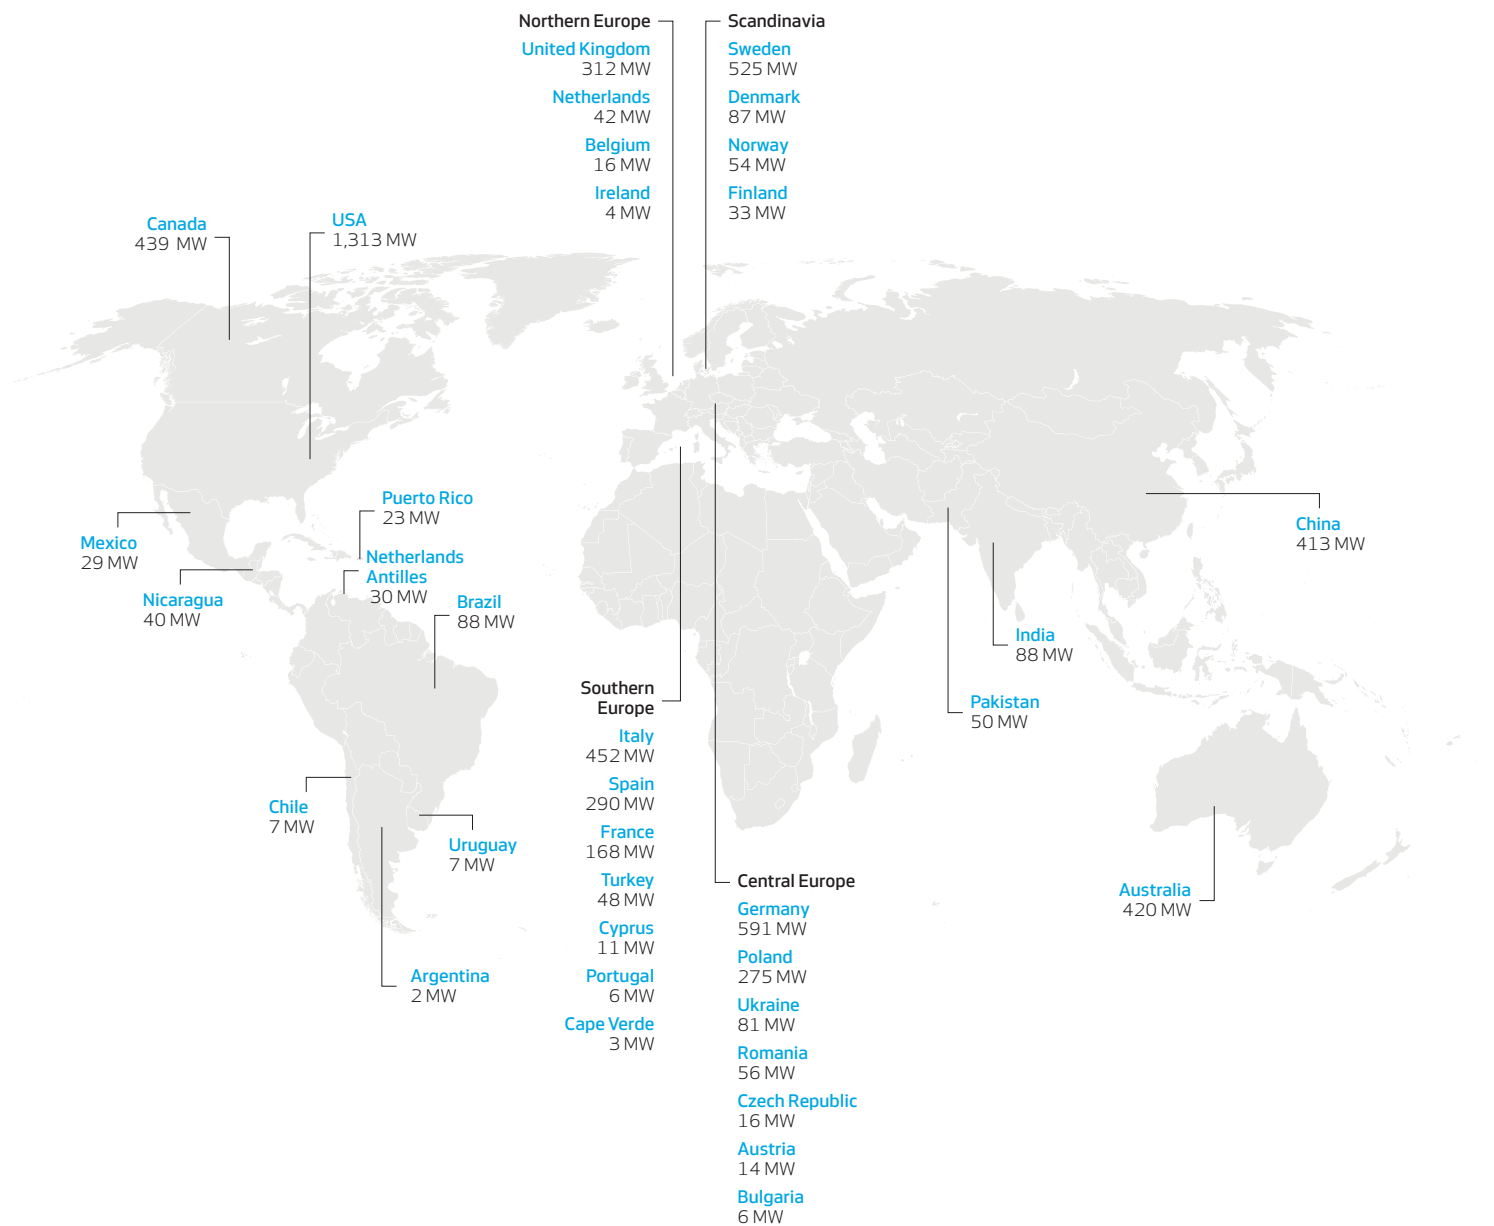 Northern Europe
United Kingdom
312 MW
Netherlands
42 MW
Belgium
16 MW
Ireland
4 MW
Scandinavia
Sweden
525 MW
Denmark
87 MW
Norway
54 MW
Finland
33 MW
Canada
439 MW
USA
1,313 MW
Puerto Rico
23 MW
Mexico
29 MW
Netherlands
Antilles
30 MW
Nicaragua
40 MW
Brazil
88 MW
China
413 MW
India
88 MW
Pakistan
50 MW
Southern
Europe
Italy
452 MW
Spain
290 MW
France
168 MW
Turkey
48 MW
Cyprus
11 MW
Portugal
6 MW
Cape Verde
3 MW
Chile
7 MW
Uruguay
7 MW
Argentina
2 MW
Central Europe
Germany
591 MW
Poland
275 MW
Ukraine
81 MW
Romania
56 MW
Czech Republic
16 MW
Austria
14 MW
Bulgaria
6 MW
Australia
420 MW